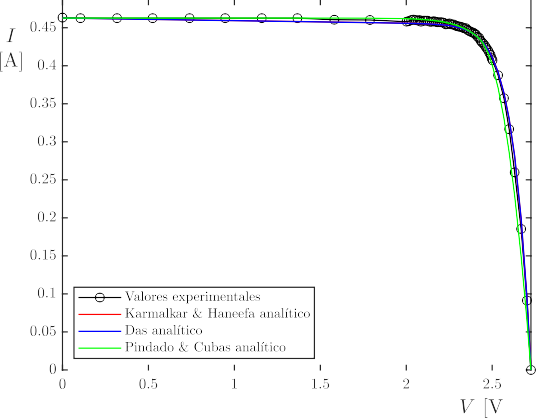 0.45
I
[A]
0.4
0.35
0.3
0.25
0.2
0.15
0.1
0.05
0
Valores experimentales
Karmalkar & Haneefa analítico
Das analítico
Pindado & Cubas analítico
0 0.5 1 1.5 2 2.5
V [V